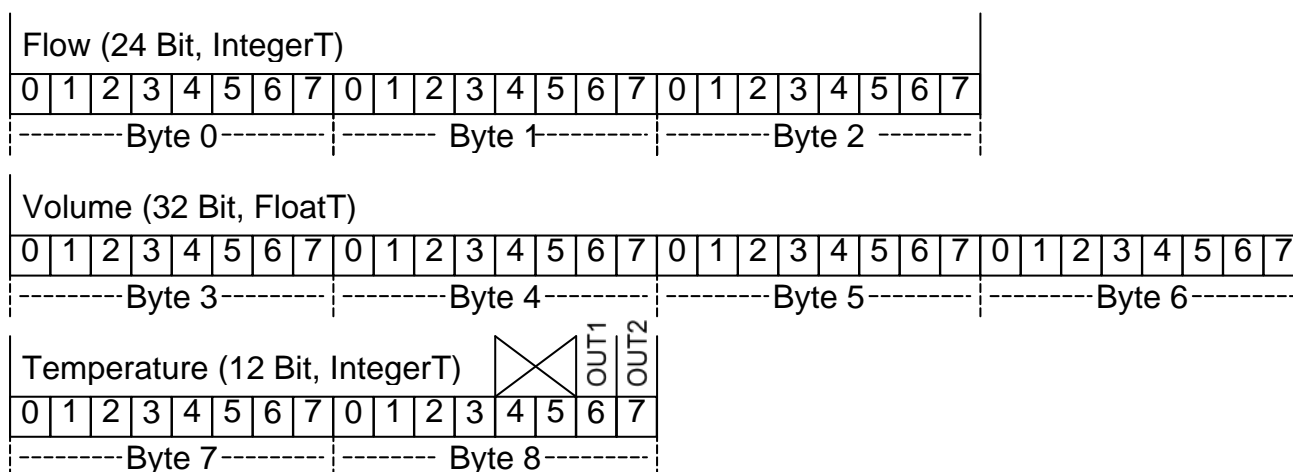 Flow (24 Bit, IntegerT)
0 1 2 3 4 5 6 7 0 1 2 3 4 5 6 7 0 1 2 3 4 5 6 7
Byte 0 Byte 1 Byte 2
Volume (32 Bit, FloatT)
0 1 2 3 4 5 6 7 0 1 2 3 4 5 6 7 0 1 2 3 4 5 6 7 0 1 2 3 4 5 6 7
Byte 3 Byte 4 Byte 5 Byte 6
Temperature (12 Bit, IntegerT) OUT1 OUT2
0 1 2 3 4 5 6 7 0 1 2 3 4 5 6 7
Byte 7 Byte 8